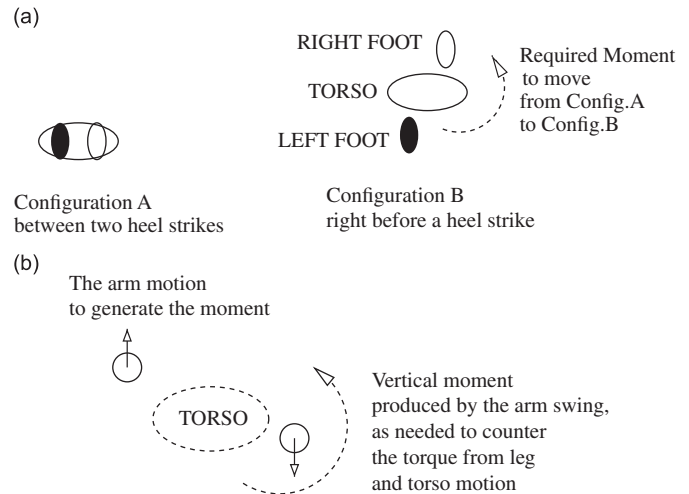 (a)
RIGHT FOOT
TORSO
LEFT FOOT
Required Moment
to move
from Config.A
to Config.B
Configuration A
between two heel strikes
Configuration B
right before a heel strike
(b)
The arm motion
to generate the moment
TORSO
Vertical moment
produced by the arm swing,
as needed to counter
the torque from leg
and torso motion